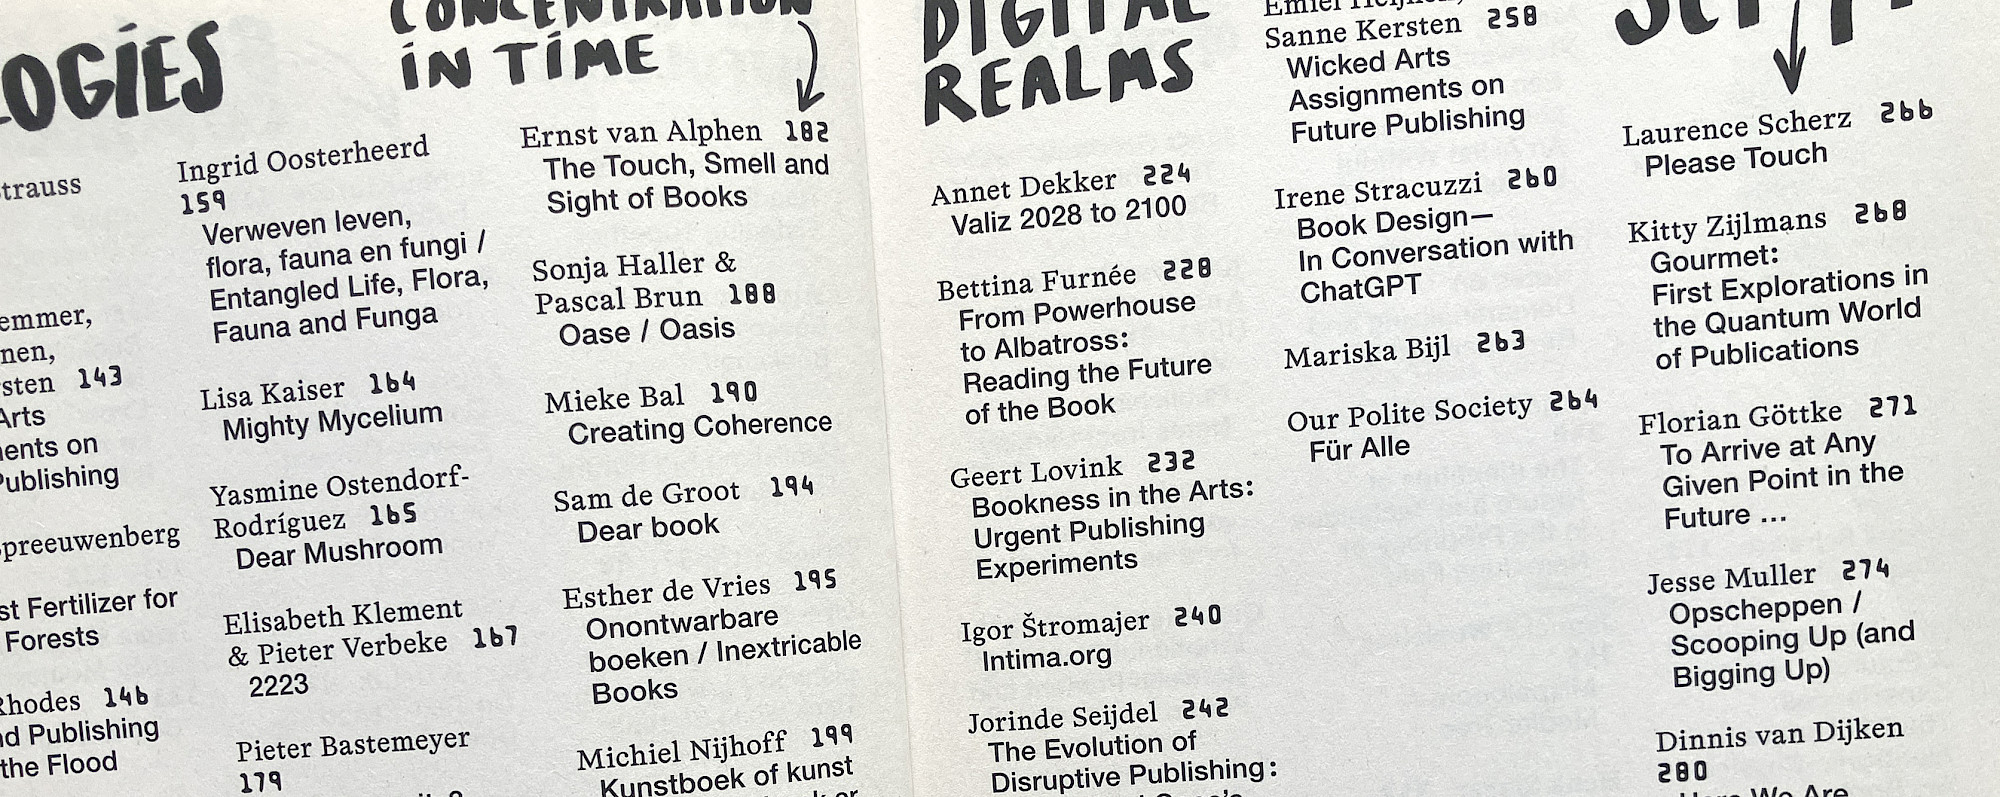 IN TIME
DIGITAL
REALMS
trauss
emmer,
nen,
sten 143
Arts
ents on
Publishing
preeuwenberg
st Fertilizer for
Forests
Rhodes 146
nd Publishing
the Flood
Ingrid Oosterheerd
159
Verweven leven,
flora, fauna en fungi /
Entangled Life, Flora,
Fauna and Funga
Lisa Kaiser 164
Mighty Mycelium
Yasmine Ostendorf-
Rodríguez 165
Dear Mushroom
Elisabeth Klement
& Pieter Verbeke 167
2223
Pieter Bastemeyer
179
Ernst van Alphen 182
The Touch, Smell and
Sight of Books
Sonja Haller &
Pascal Brun 188
Oase / Oasis
Mieke Bal 190
Creating Coherence
Sam de Groot 194
Dear book
Esther de Vries 195
Onontwarbare
boeken / Inextricable
Books
Michiel Nijhoff 199
Kunstboek of kunst
Annet Dekker 224
Valiz 2028 to 2100
Bettina Furnée 228
From Powerhouse
to Albatross:
Reading the Future
of the Book
Geert Lovink 232
Bookness in the Arts:
Urgent Publishing
Experiments
Igor Štromajer 240
Intima.org
Jorinde Seijdel 242
The Evolution of
Disruptive Publishing:
Sanne Kersten 258
Wicked Arts
Assignments on
Future Publishing
Irene Stracuzzi 260
Book Design—
In Conversation with
ChatGPT
Mariska Bijl 263
Our Polite Society 264
Für Alle
Laurence Scherz 266
Please Touch
Kitty Zijlmans 268
Gourmet:
First Explorations in
the Quantum World
of Publications
Florian Göttke 271
To Arrive at Any
Given Point in the
Future ...
Jesse Muller 274
Opscheppen /
Scooping Up (and
Bigging Up)
Dinnis van Dijken
280
Here We Are